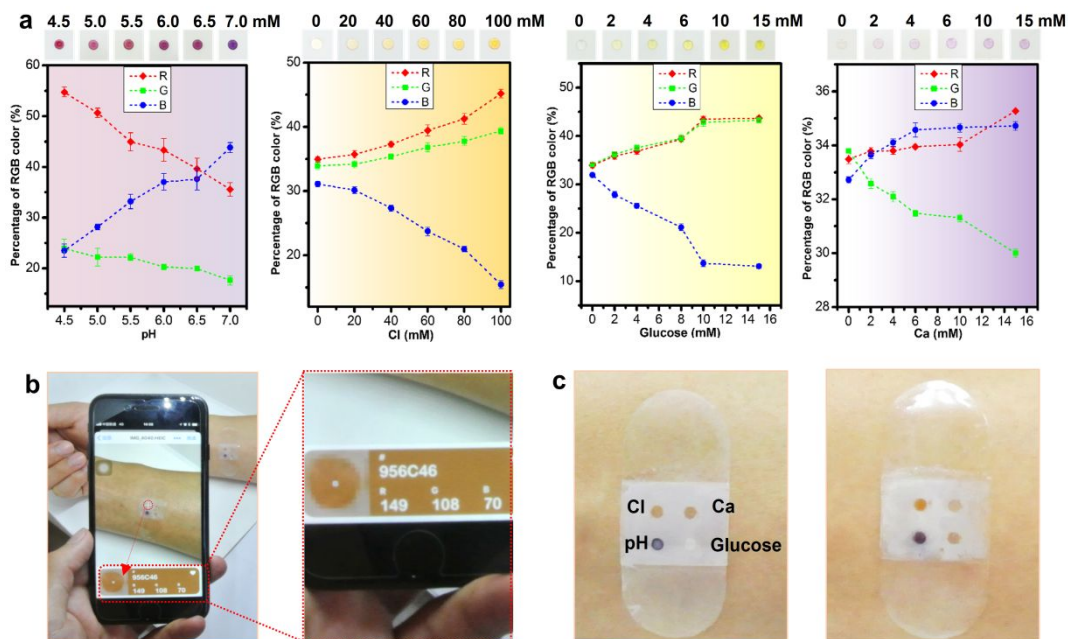 a
4.5 5.0 5.5 6.0 6.5 7.0 mM
R
G
B
Percentage of RGB color (%)
60
50
40
30
20
4.5 5.0 5.5 6.0 6.5 7.0
pH
0 20 40 60 80 100 mM
R
G
B
Percentage of RGB color (%)
50
40
30
20
0 20 40 60 80 100
Cl (mM)
0 2 4 6 10 15 mM
R
G
B
Percentage of RGB color (%)
60
50
40
30
20
10
0 2 4 6 8 10 12 14 16
Glucose (mM)
0 2 4 6 10 15 mM
R
G
B
Percentage of RGB color (%)
36
34
32
30
28
0 2 4 6 8 10 12 14 16
Ca (mM)
b
#
956C46
R G B
149 108 70
#
956C46
R G B
149 108 70
c
Cl Ca
pH Glucose